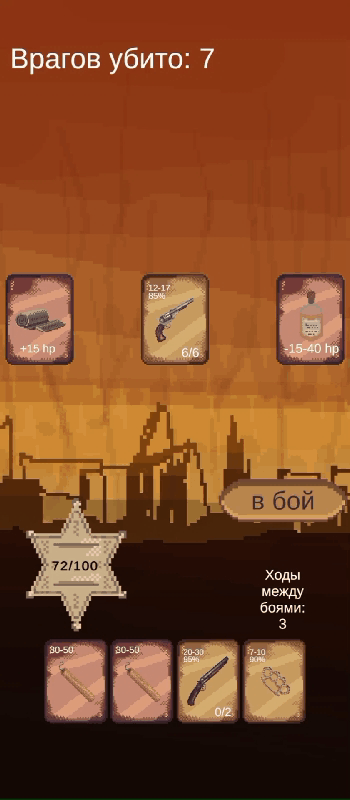 Врагов убито: 7
+15 hp
12-17
85%
6/6
-15-40 hp
в бой
72/100
Ходы
между
боями:
3
30-50
30-50
20-30
95%
0/2
7-10
90%